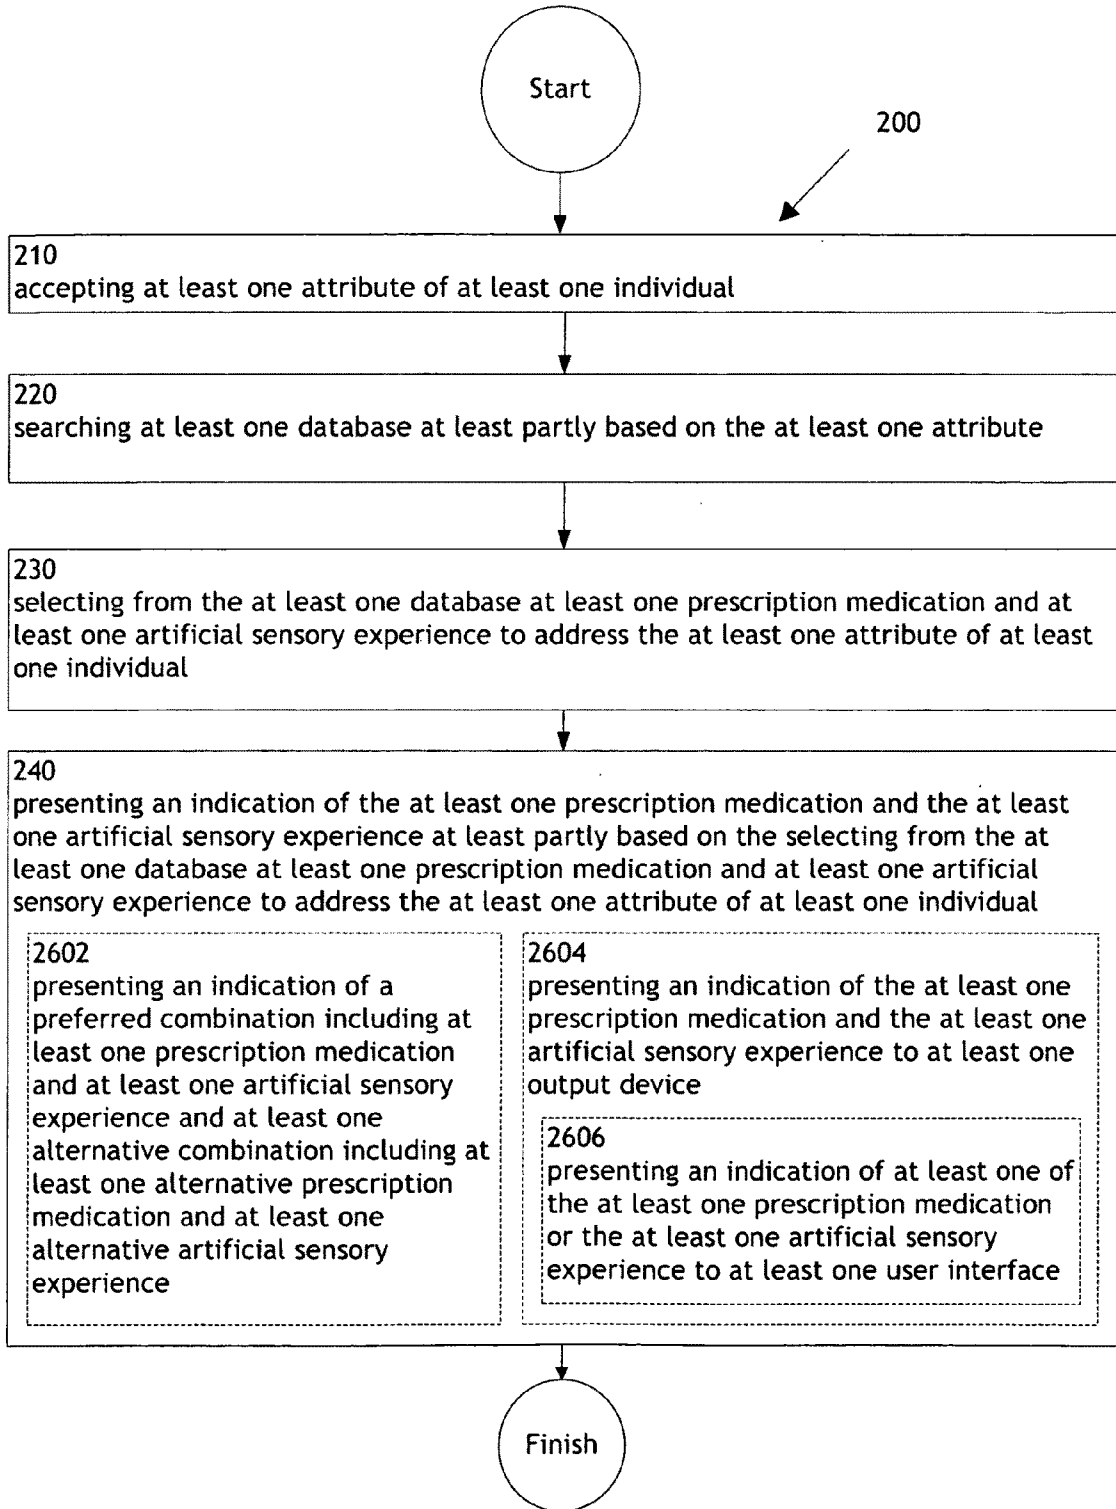 Start
200
210
accepting at least one attribute of at least one individual
220
searching at least one database at least partly based on the at least one attribute
230
selecting from the at least one database at least one prescription medication and at
least one artificial sensory experience to address the at least one attribute of at least
one individual
240
presenting an indication of the at least one prescription medication and the at least
one artificial sensory experience at least partly based on the selecting from the at
least one database at least one prescription medication and at least one artificial
sensory experience to address the at least one attribute of at least one individual
2602
presenting an indication of a
preferred combination including at
least one prescription medication
and at least one artificial sensory
experience and at least one
alternative combination including at
least one alternative prescription
medication and at least one
alternative artificial sensory
experience
2604
presenting an indication of the at least one
prescription medication and the at least one
artificial sensory experience to at least one
output device
2606
presenting an indication of at least one of
the at least one prescription medication
or the at least one artificial sensory
experience to at least one user interface
Finish